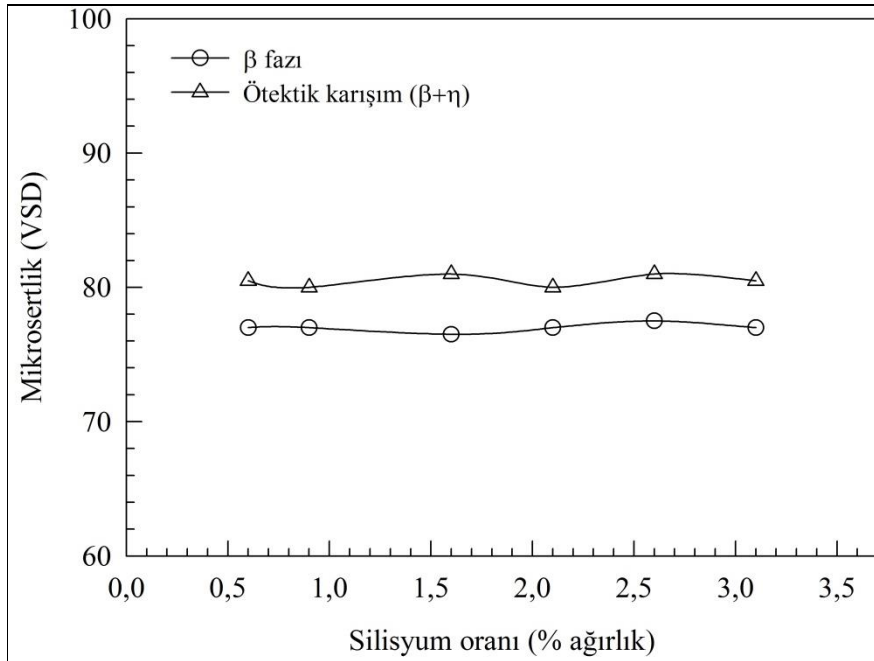 100
β fazı
Ötektik karışım (β+η)
90
80
70
60
Mikrosertlik (VSD)
0,0 0,5 1,0 1,5 2,0 2,5 3,0 3,5
Silisyum oranı (% ağırlık)